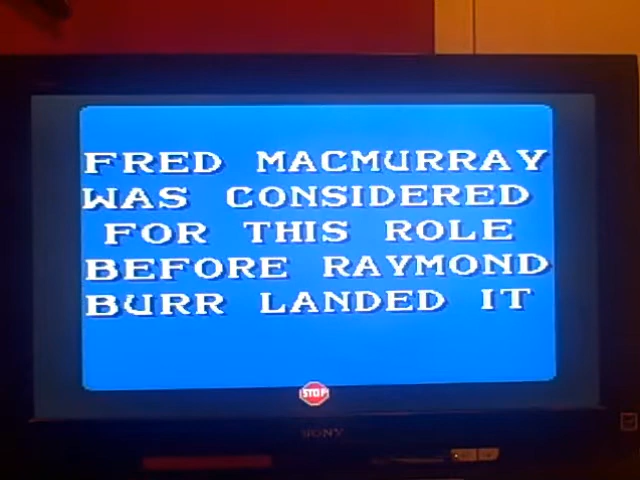 FRED MACMURRAY
WAS CONSIDERED
FOR THIS ROLE
BEFORE RAYMOND
BURR LANDED IT
STOP
SONY